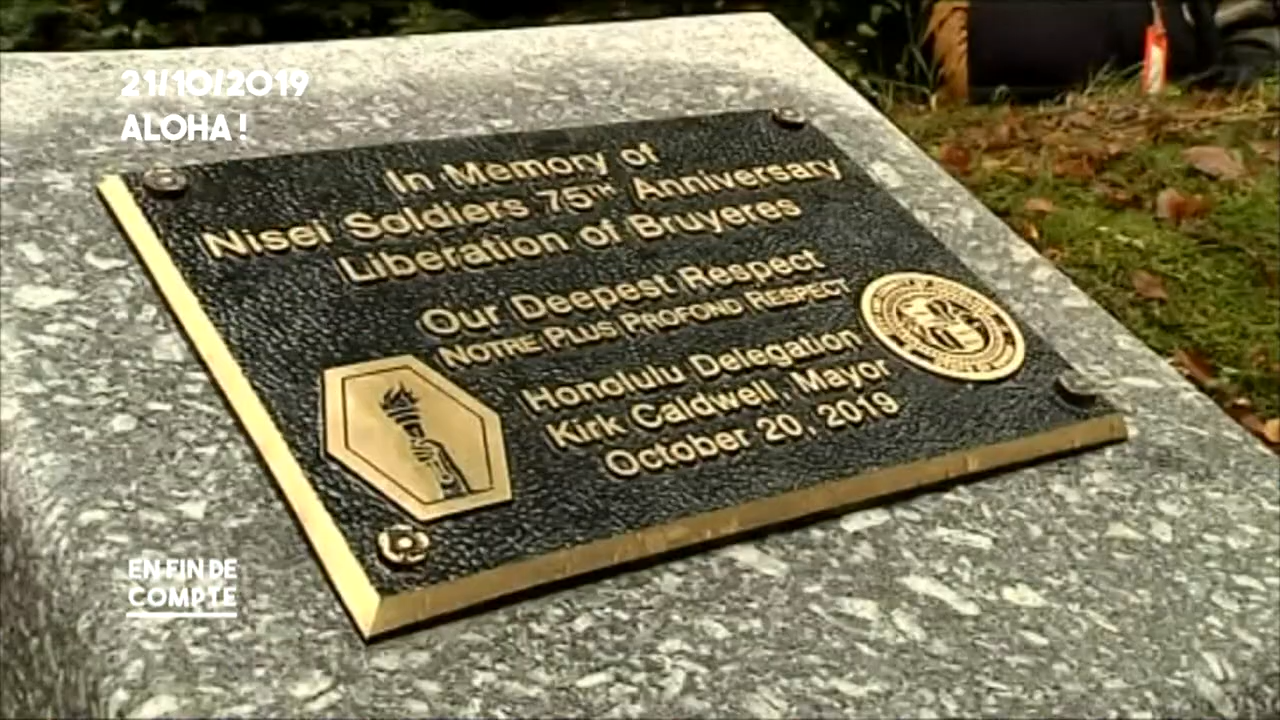 21/10/2019
ALOHA !
In Memory of
Nisei Soldiers 75TH Anniversary
Liberation of Bruyeres
Our Deepest Respect
NOTRE PLUS PROFOND RESPECT
Honolulu Delegation
Kirk Caldwell, Mayor
October 20, 2019
EN FIN DE
COMPTE